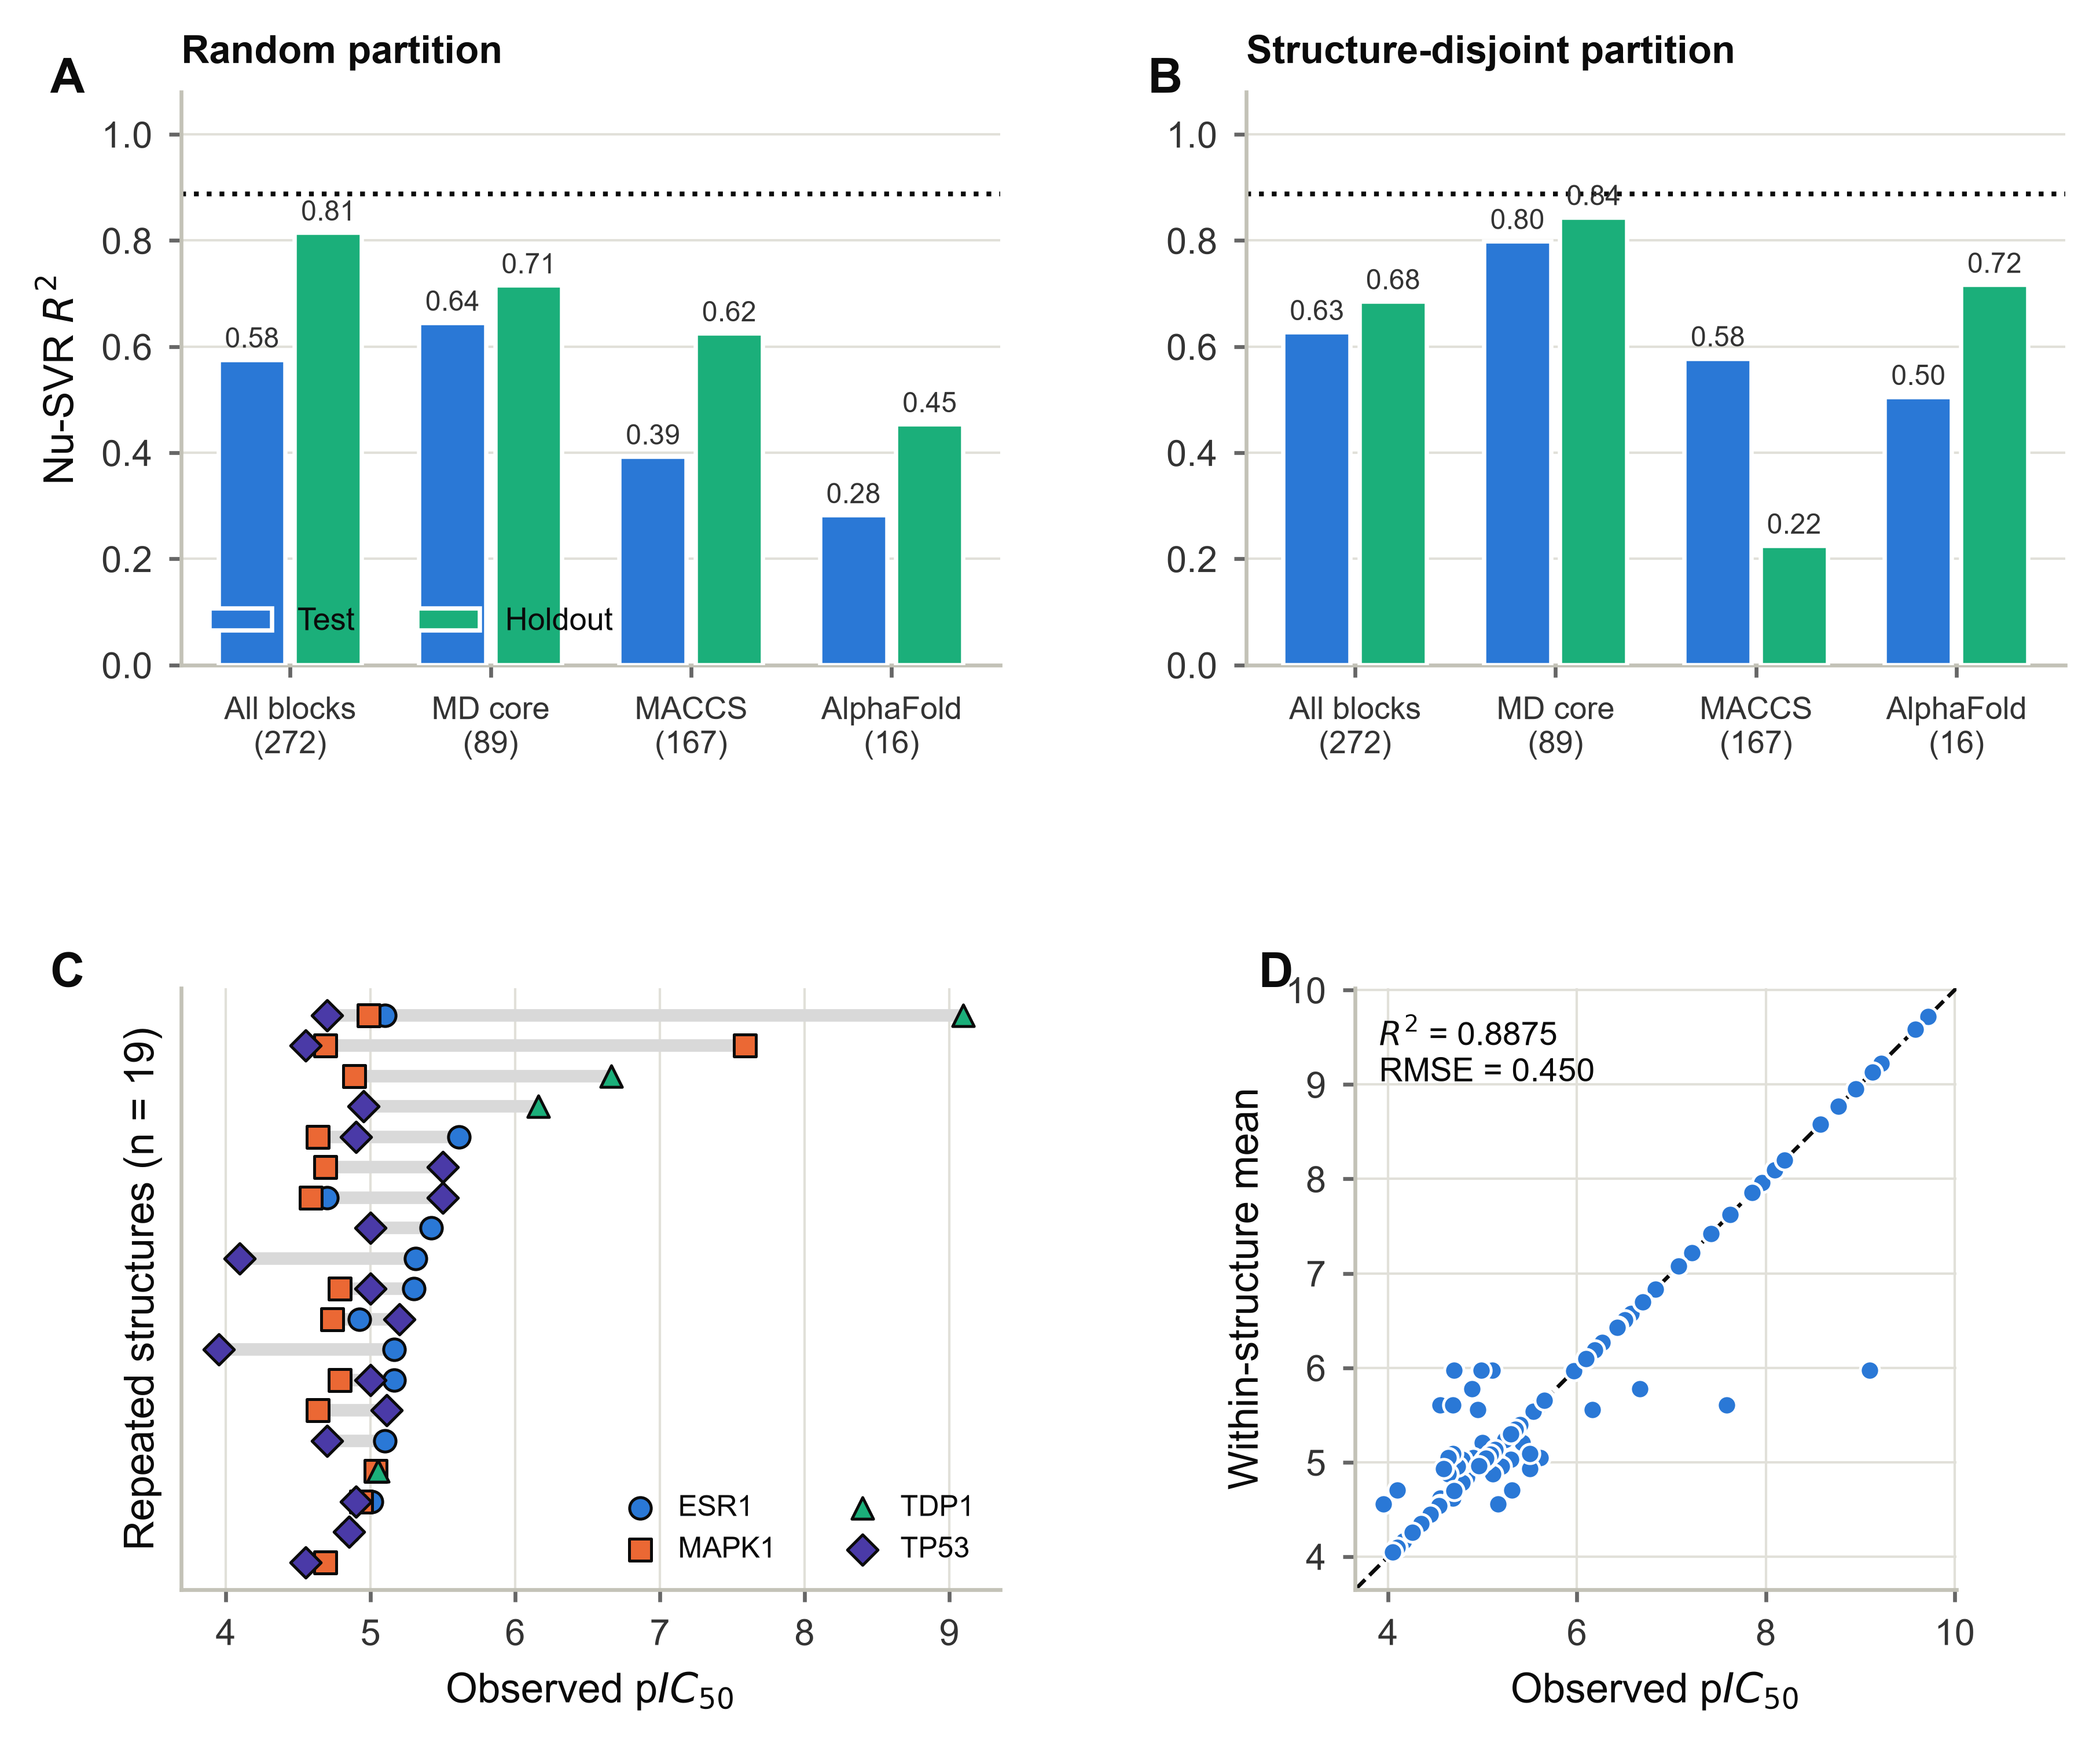 A
Random partition
1.0
0.8
0.6
0.4
0.2
0.0
Nu-SVR R²
0.58
0.81
0.64
0.71
0.39
0.62
0.28
0.45
Test
Holdout
All blocks
(272)
MD core
(89)
MACCS
(167)
AlphaFold
(16)
B
Structure-disjoint partition
1.0
0.8
0.6
0.4
0.2
0.0
0.63
0.68
0.80
0.84
0.58
0.22
0.50
0.72
All blocks
(272)
MD core
(89)
MACCS
(167)
AlphaFold
(16)
C
Repeated structures (n = 19)
ESR1
MAPK1
TDP1
TP53
4
5
6
7
8
9
Observed pIC₅₀
D
10
9
8
7
6
5
4
Within-structure mean
R² = 0.8875
RMSE = 0.450
4
6
8
10
Observed pIC₅₀